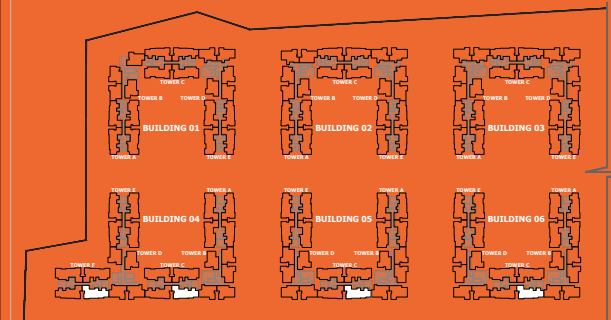 TOWER C TOWER C TOWER C
TOWER B TOWER D TOWER B TOWER D TOWER B TOWER D
BUILDING 01 BUILDING 02 BUILDING 03
TOWER A TOWER E TOWER A TOWER E TOWER A TOWER E
TOWER E TOWER A TOWER E TOWER A TOWER E TOWER A
BUILDING 04 BUILDING 05 BUILDING 06
TOWER D TOWER B TOWER D TOWER B TOWER D TOWER B
TOWER F TOWER C TOWER C TOWER C